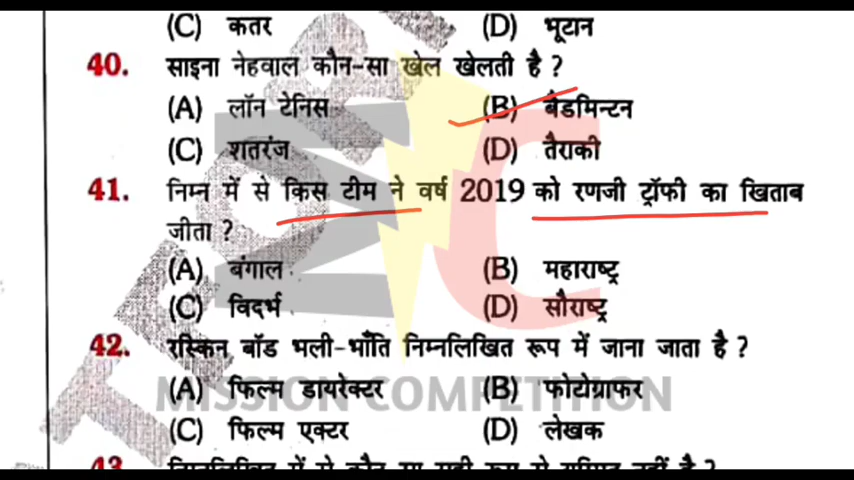 (C) कतर (D) भूटान
40. साइना नेहवाल कौन-सा खेल खेलती है ?
(A) लॉन टेनिस (B) बैडमिन्टन
(C) शतरंज (D) तैराकी
41. निम्न में से किस टीम ने वर्ष 2019 को रणजी ट्रॉफी का खिताब
जीता ?
(A) बंगाल (B) महाराष्ट्र
(C) विदर्भ (D) सौराष्ट्र
42. रस्किन बॉड भली-भाँति निम्नलिखित रूप में जाना जाता है ?
(A) फिल्म डायरेक्टर (B) फोटोग्राफर
MISSION COMPETITION
(C) फिल्म एक्टर (D) लेखक